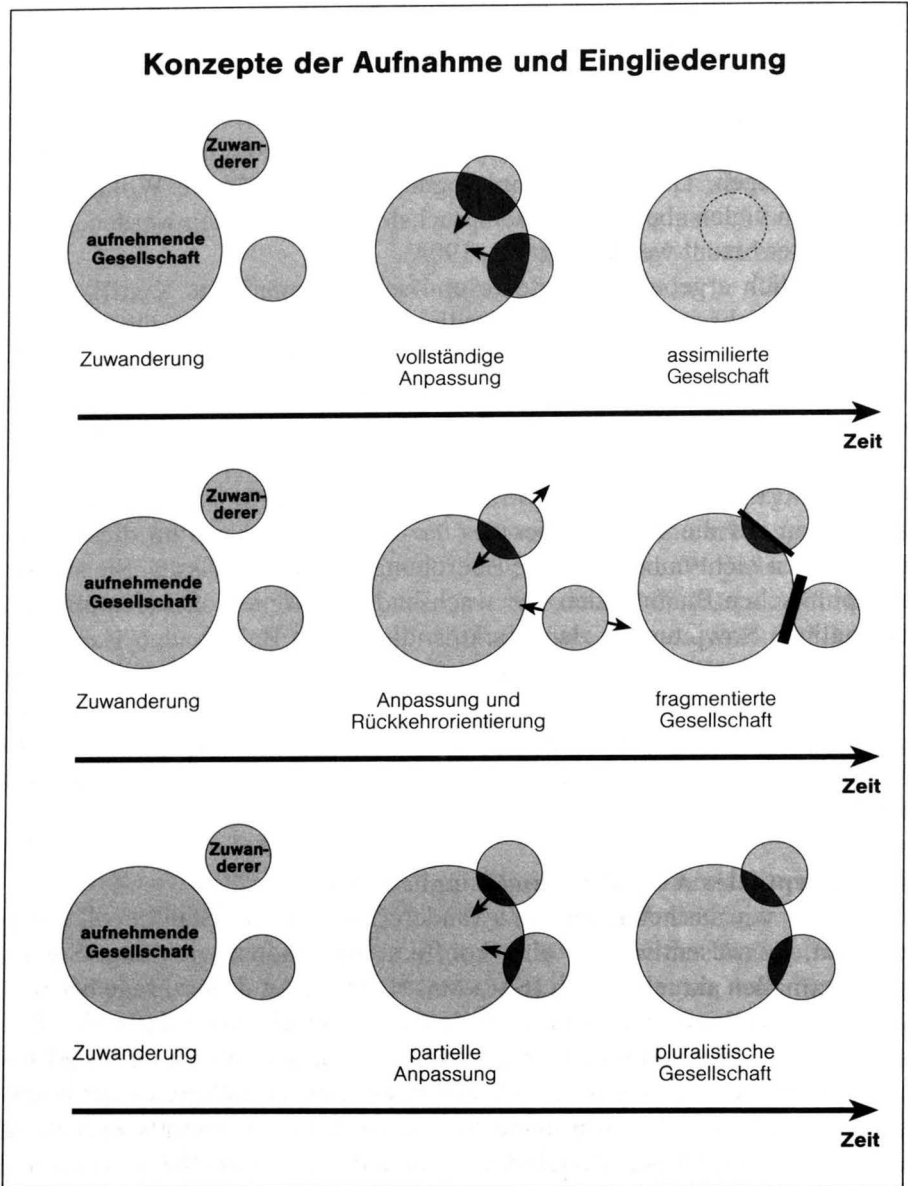 Konzepte der Aufnahme und Eingliederung
Zuwan-
derer
aufnehmende
Gesellschaft
Zuwanderung
vollständige
Anpassung
assimilierte
Geselschaft
Zeit
Zuwan-
derer
aufnehmende
Gesellschaft
Zuwanderung
Anpassung und
Rückkehrorientierung
fragmentierte
Gesellschaft
Zeit
Zuwan-
derer
aufnehmende
Gesellschaft
Zuwanderung
partielle
Anpassung
pluralistische
Gesellschaft
Zeit